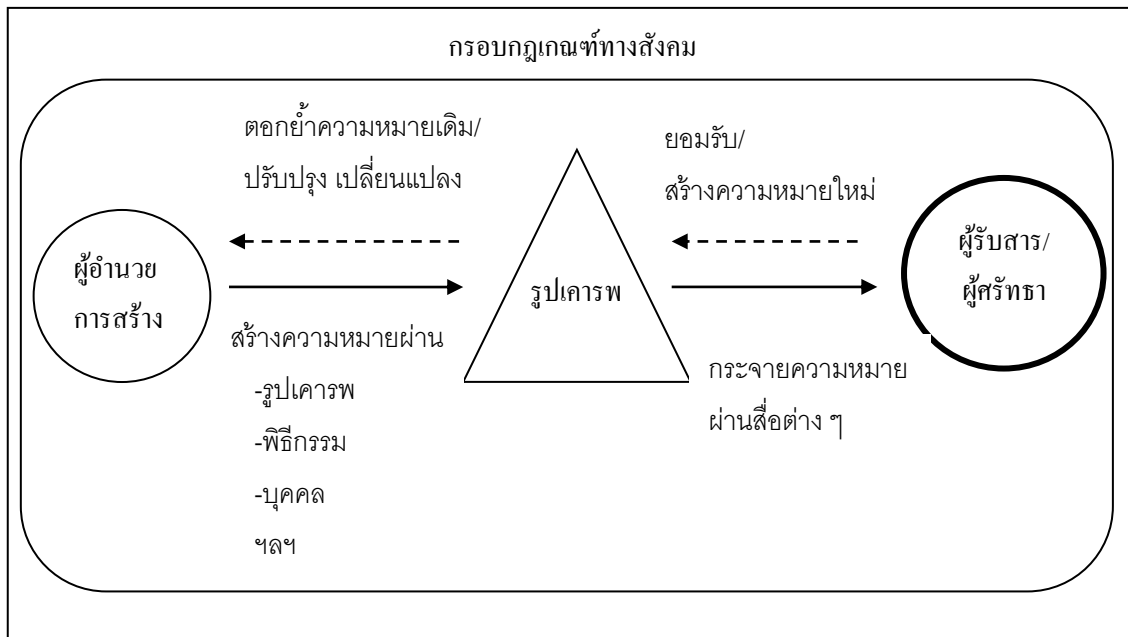 กรอบกฎเกณฑ์ทางสังคม
ตอกย้ำความหมายเดิม/
ปรับปรุง เปลี่ยนแปลง
ยอมรับ/
สร้างความหมายใหม่
ผู้อำนวย
การสร้าง
รูปเคารพ
ผู้รับสาร/
ผู้ศรัทธา
สร้างความหมายผ่าน
-รูปเคารพ
-พิธีกรรม
-บุคคล
ฯลฯ
กระจายความหมาย
ผ่านสื่อต่าง ๆ